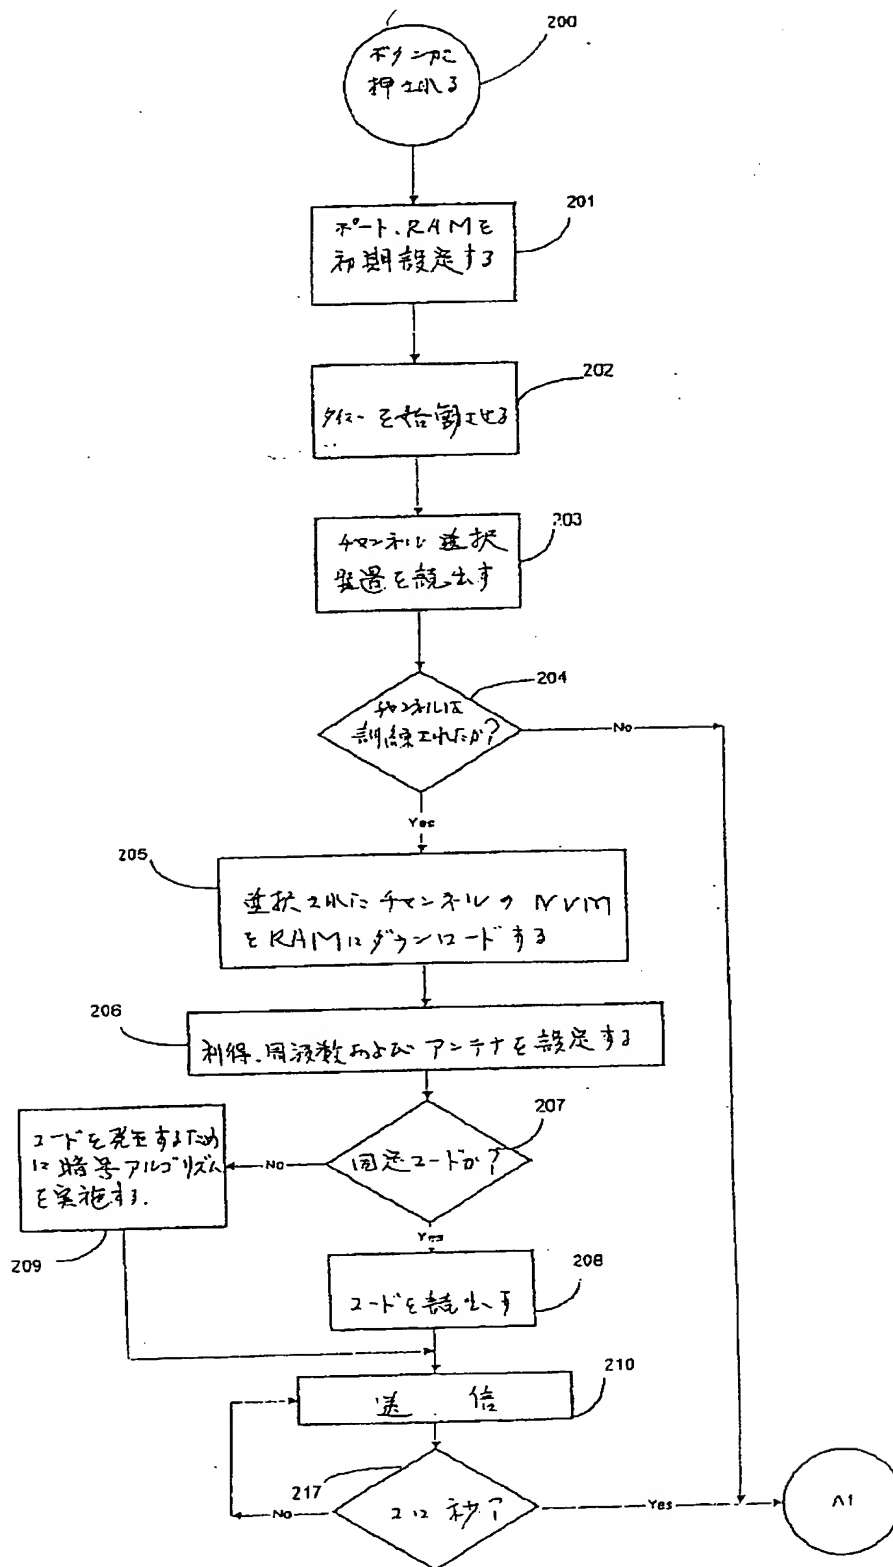 200
ボタンが
押される
201
ポート、RAMを
初期設定する
202
タイマーを始動させる
203
チャンネル選択
装置を読出す
204
チャンネルは
訓練されたか?
No
Yes
205
選択されたチャンネルの NVM
をRAMにダウンロードする
206
利得、周波数および アンテナを設定する
207
固定コードか?
No
コードを発生するため
に暗号アルゴリズム
を実施する.
209
Yes
208
コードを読出す
210
送 信
217
秒?
No
Yes
A1